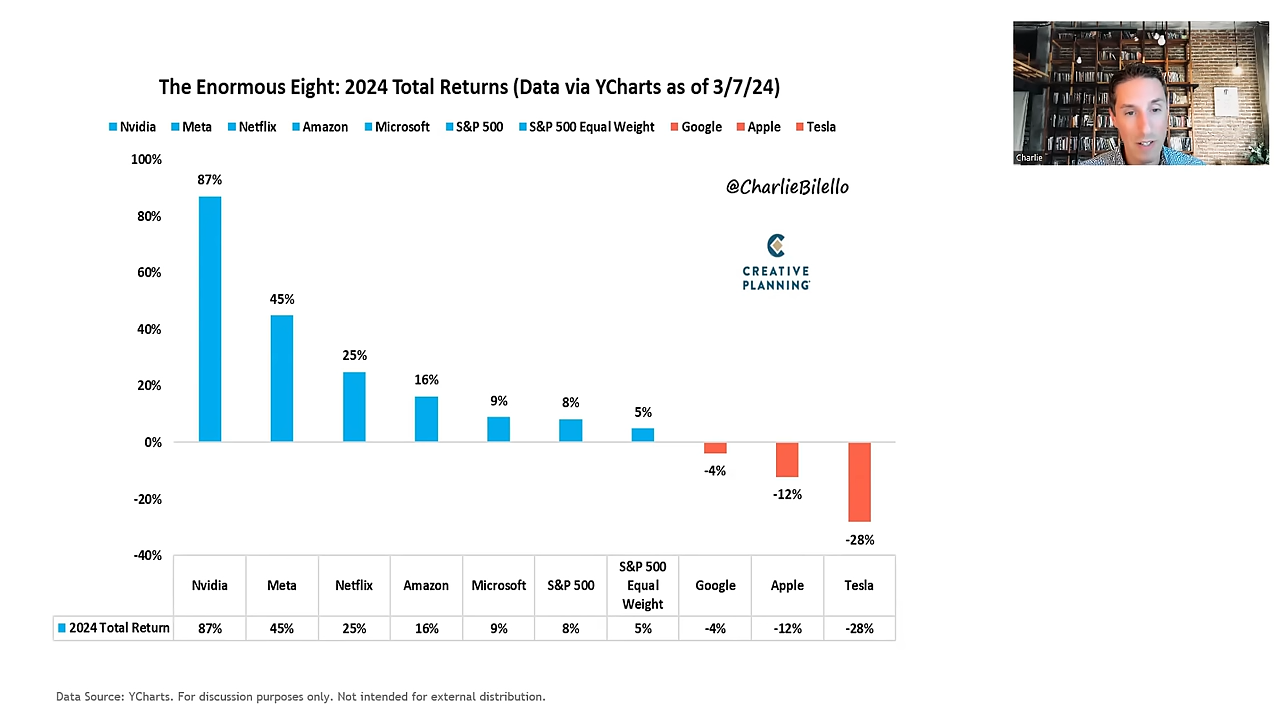 The Enormous Eight: 2024 Total Returns (Data via YCharts as of 3/7/24)
Nvidia Meta Netflix Amazon Microsoft S&P 500 S&P 500 Equal Weight Google Apple Tesla
Charlie
@CharlieBilello
CREATIVE
PLANNING
100%
80%
60%
40%
20%
0%
-20%
-40%
87%
45%
25%
16%
9%
8%
5%
-4%
-12%
-28%
Nvidia Meta Netflix Amazon Microsoft S&P 500 S&P 500 Equal Weight Google Apple Tesla
2024 Total Return 87% 45% 25% 16% 9% 8% 5% -4% -12% -28%
Data Source: YCharts. For discussion purposes only. Not intended for external distribution.